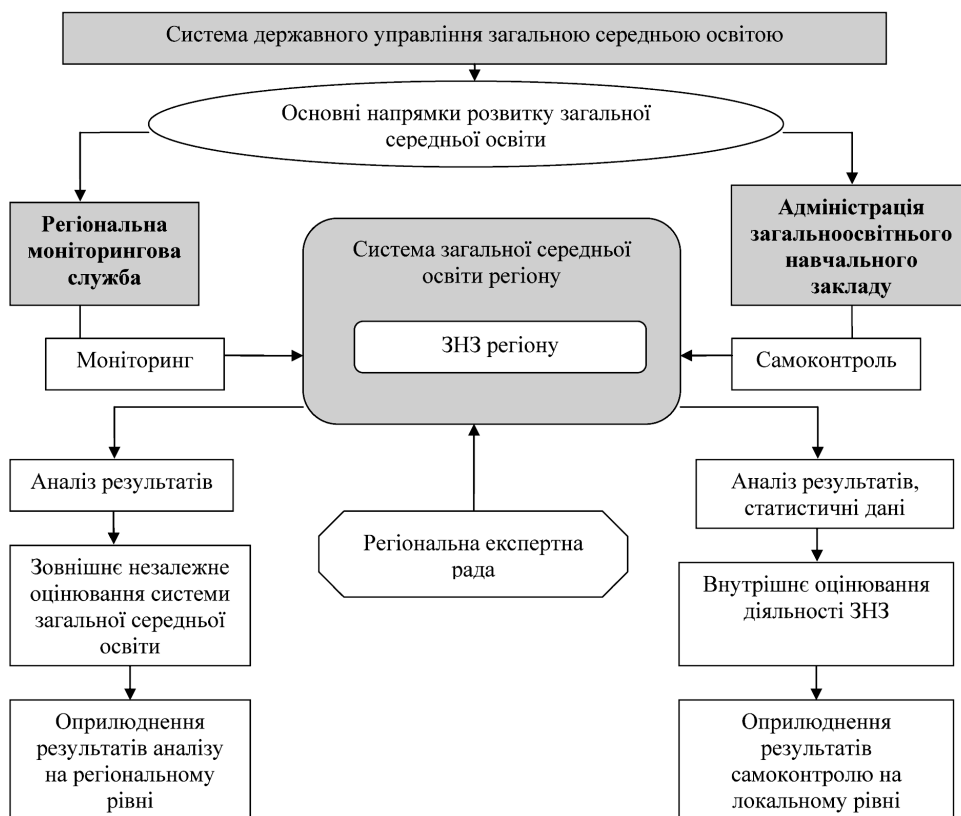 Система державного управління загальною середньою освітою
Основні напрямки розвитку загальної
середньої освіти
Регіональна
моніторингова
служба
Система загальної середньої
освіти регіону
Адміністрація
загальноосвітнього
навчального
закладу
ЗНЗ регіону
Моніторинг
Самоконтроль
Аналіз результатів
Аналіз результатів,
статистичні дані
Регіональна експертна
рада
Зовнішнє незалежне
оцінювання системи
загальної середньої
освіти
Внутрішнє оцінювання
діяльності ЗНЗ
Оприлюднення
результатів аналізу
на регіональному
рівні
Оприлюднення
результатів
самоконтролю на
локальному рівні